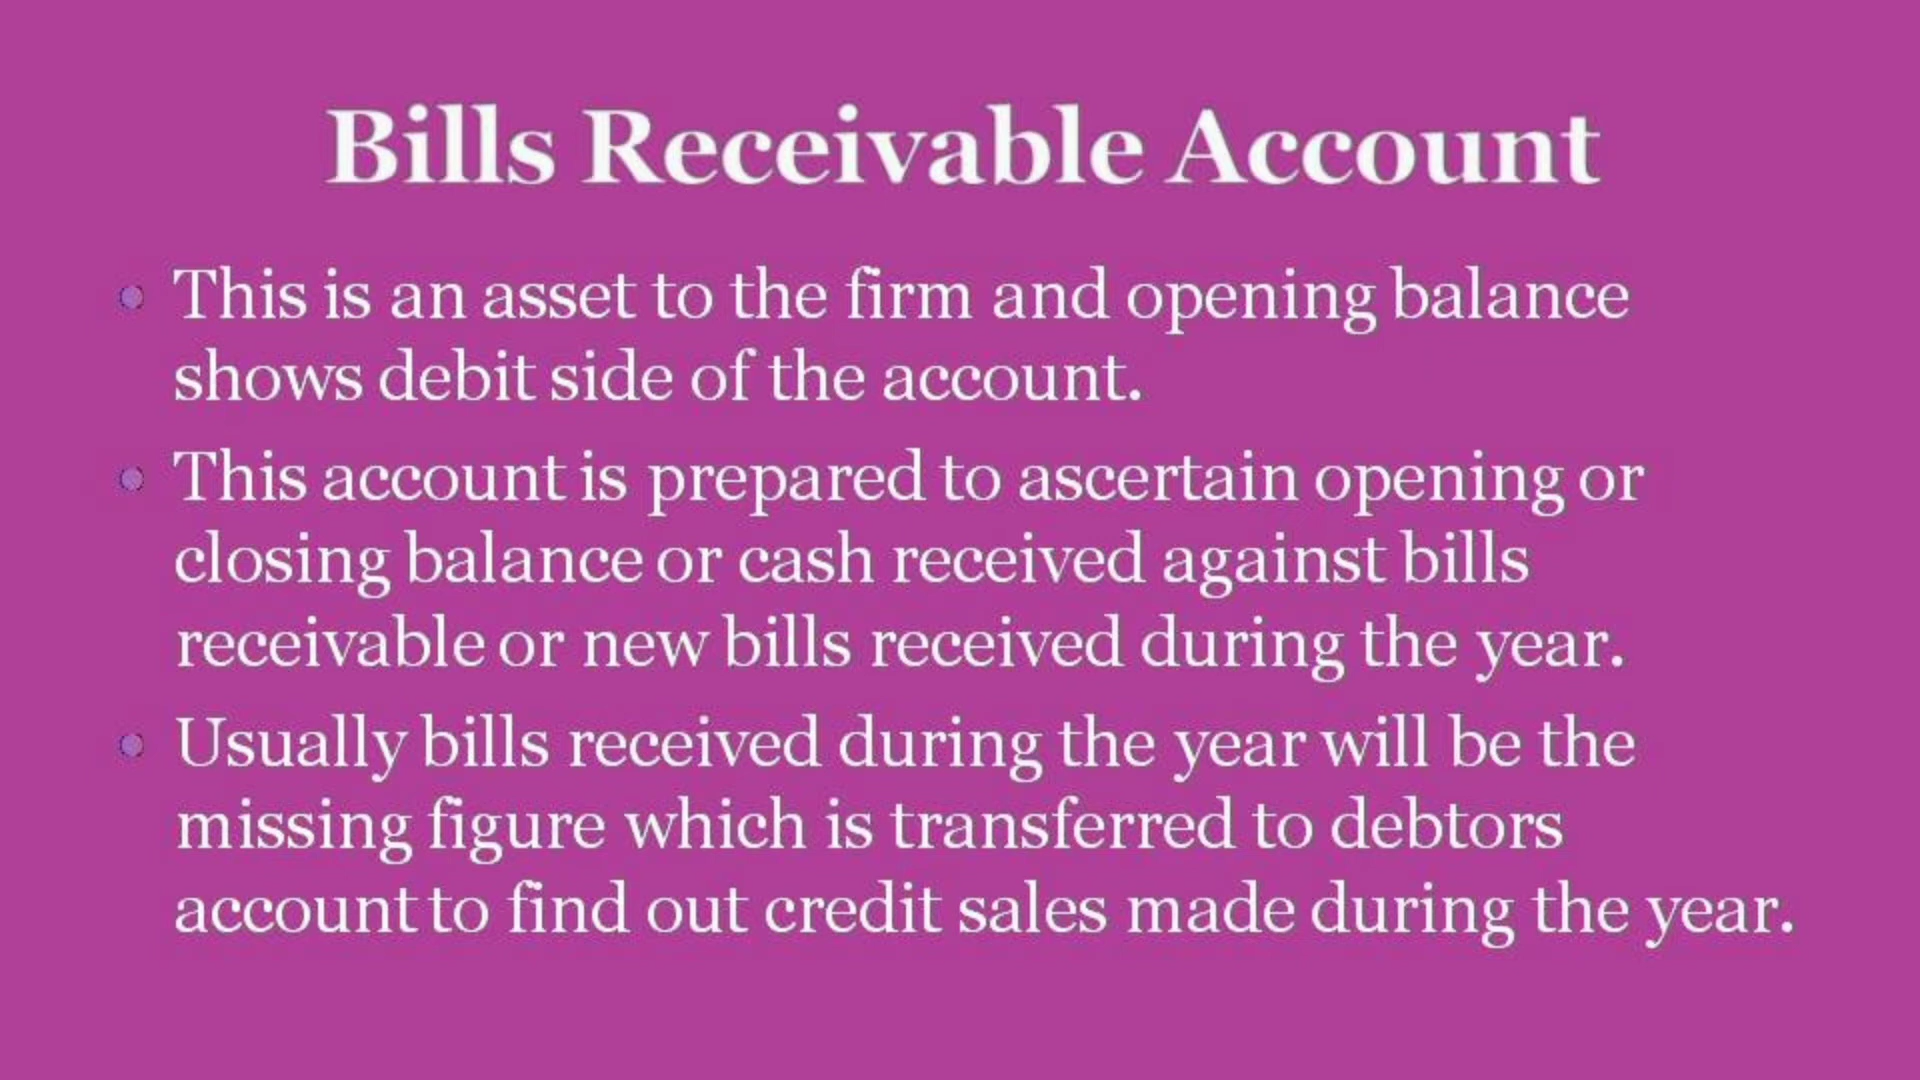 Bills Receivable Account
This is an asset to the firm and opening balance
shows debit side of the account.
This account is prepared to ascertain opening or
closing balance or cash received against bills
receivable or new bills received during the year.
Usually bills received during the year will be the
missing figure which is transferred to debtors
account to find out credit sales made during the year.